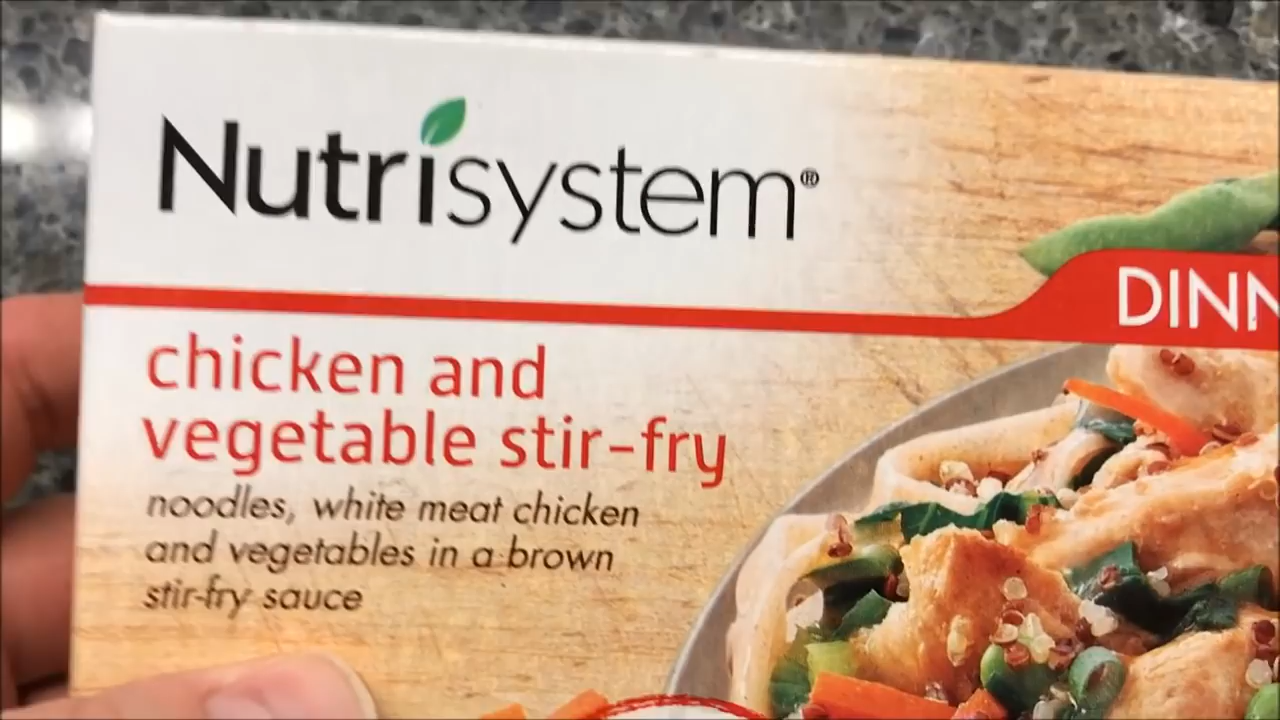 Nutrisystem®
DINN
chicken and
vegetable stir-fry
noodles, white meat chicken
and vegetables in a brown
stir-fry sauce